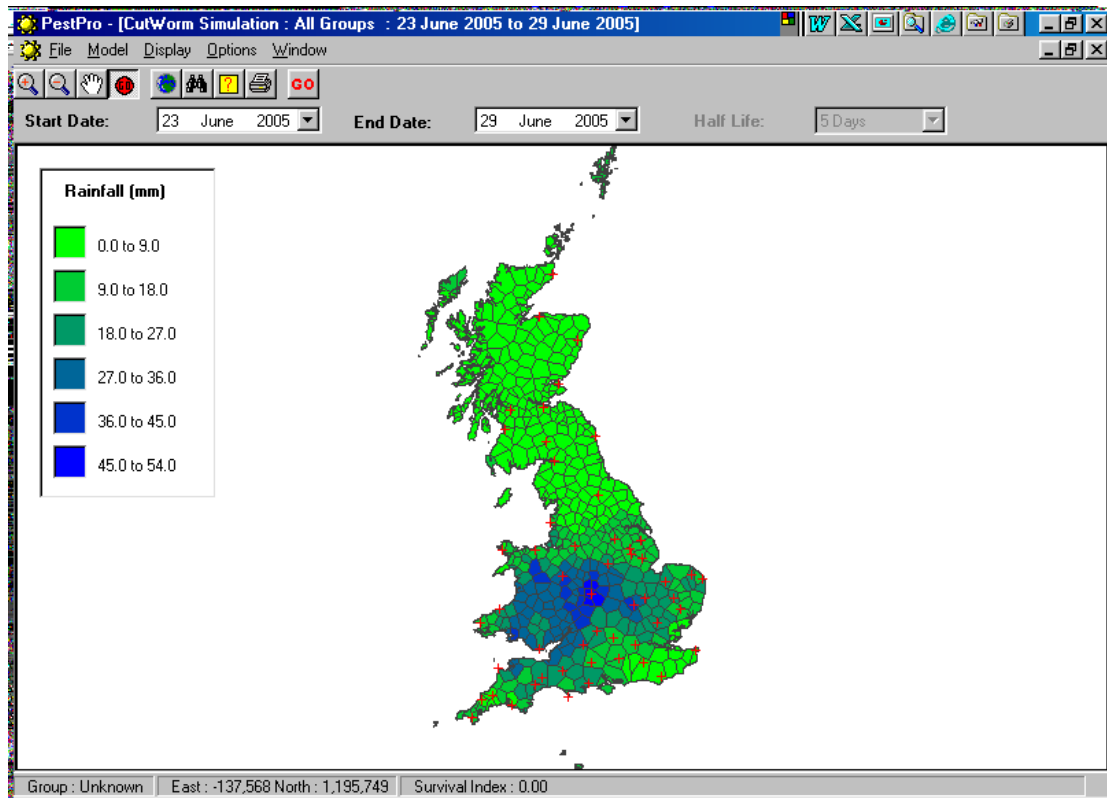 PestPro - [CutWorm Simulation : All Groups : 23 June 2005 to 29 June 2005]
File Model Display Options Window
GO
Start Date: 23 June 2005 End Date: 29 June 2005 Half Life: 5 Days
Rainfall (mm)
0.0 to 9.0
9.0 to 18.0
18.0 to 27.0
27.0 to 36.0
36.0 to 45.0
45.0 to 54.0
Group : Unknown East : -137,568 North : 1,195,749 Survival Index : 0.00